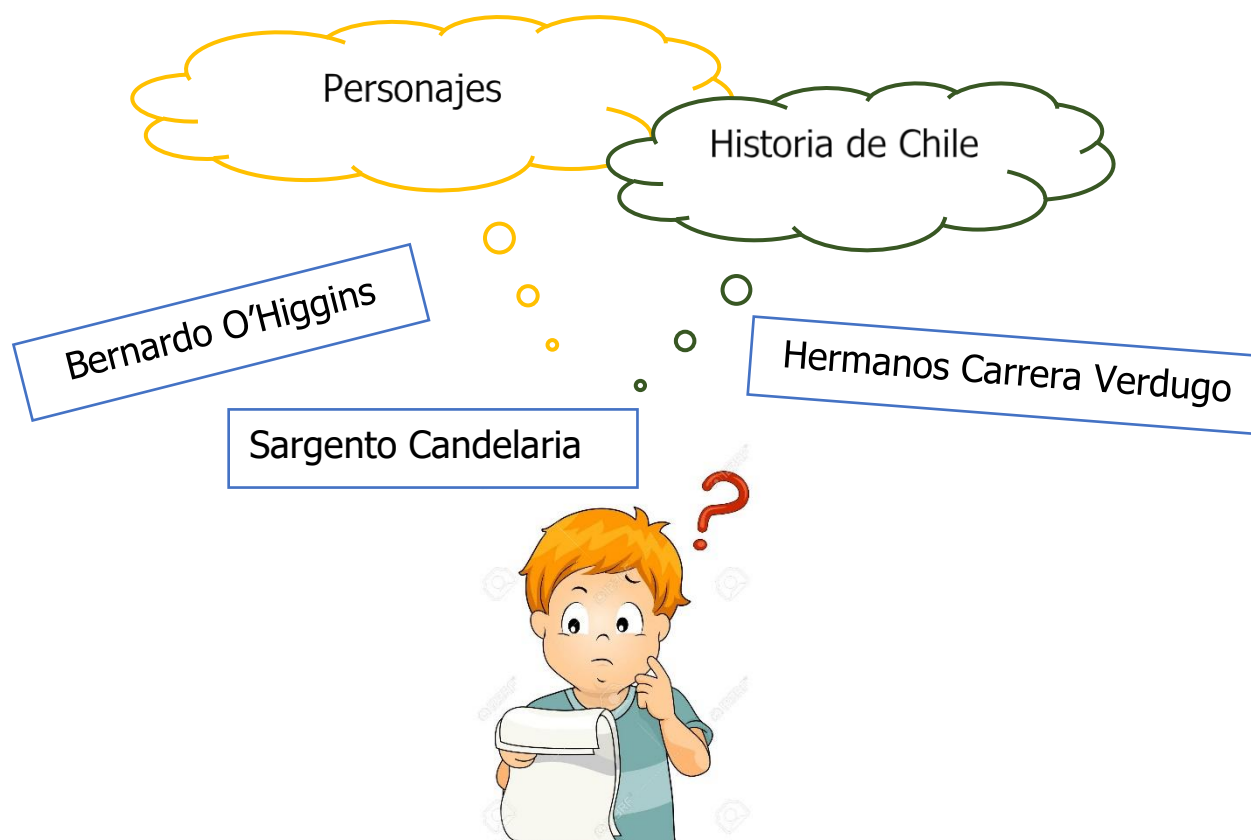 Personajes
Historia de Chile
Bernardo O’Higgins
Hermanos Carrera Verdugo
Sargento Candelaria
?